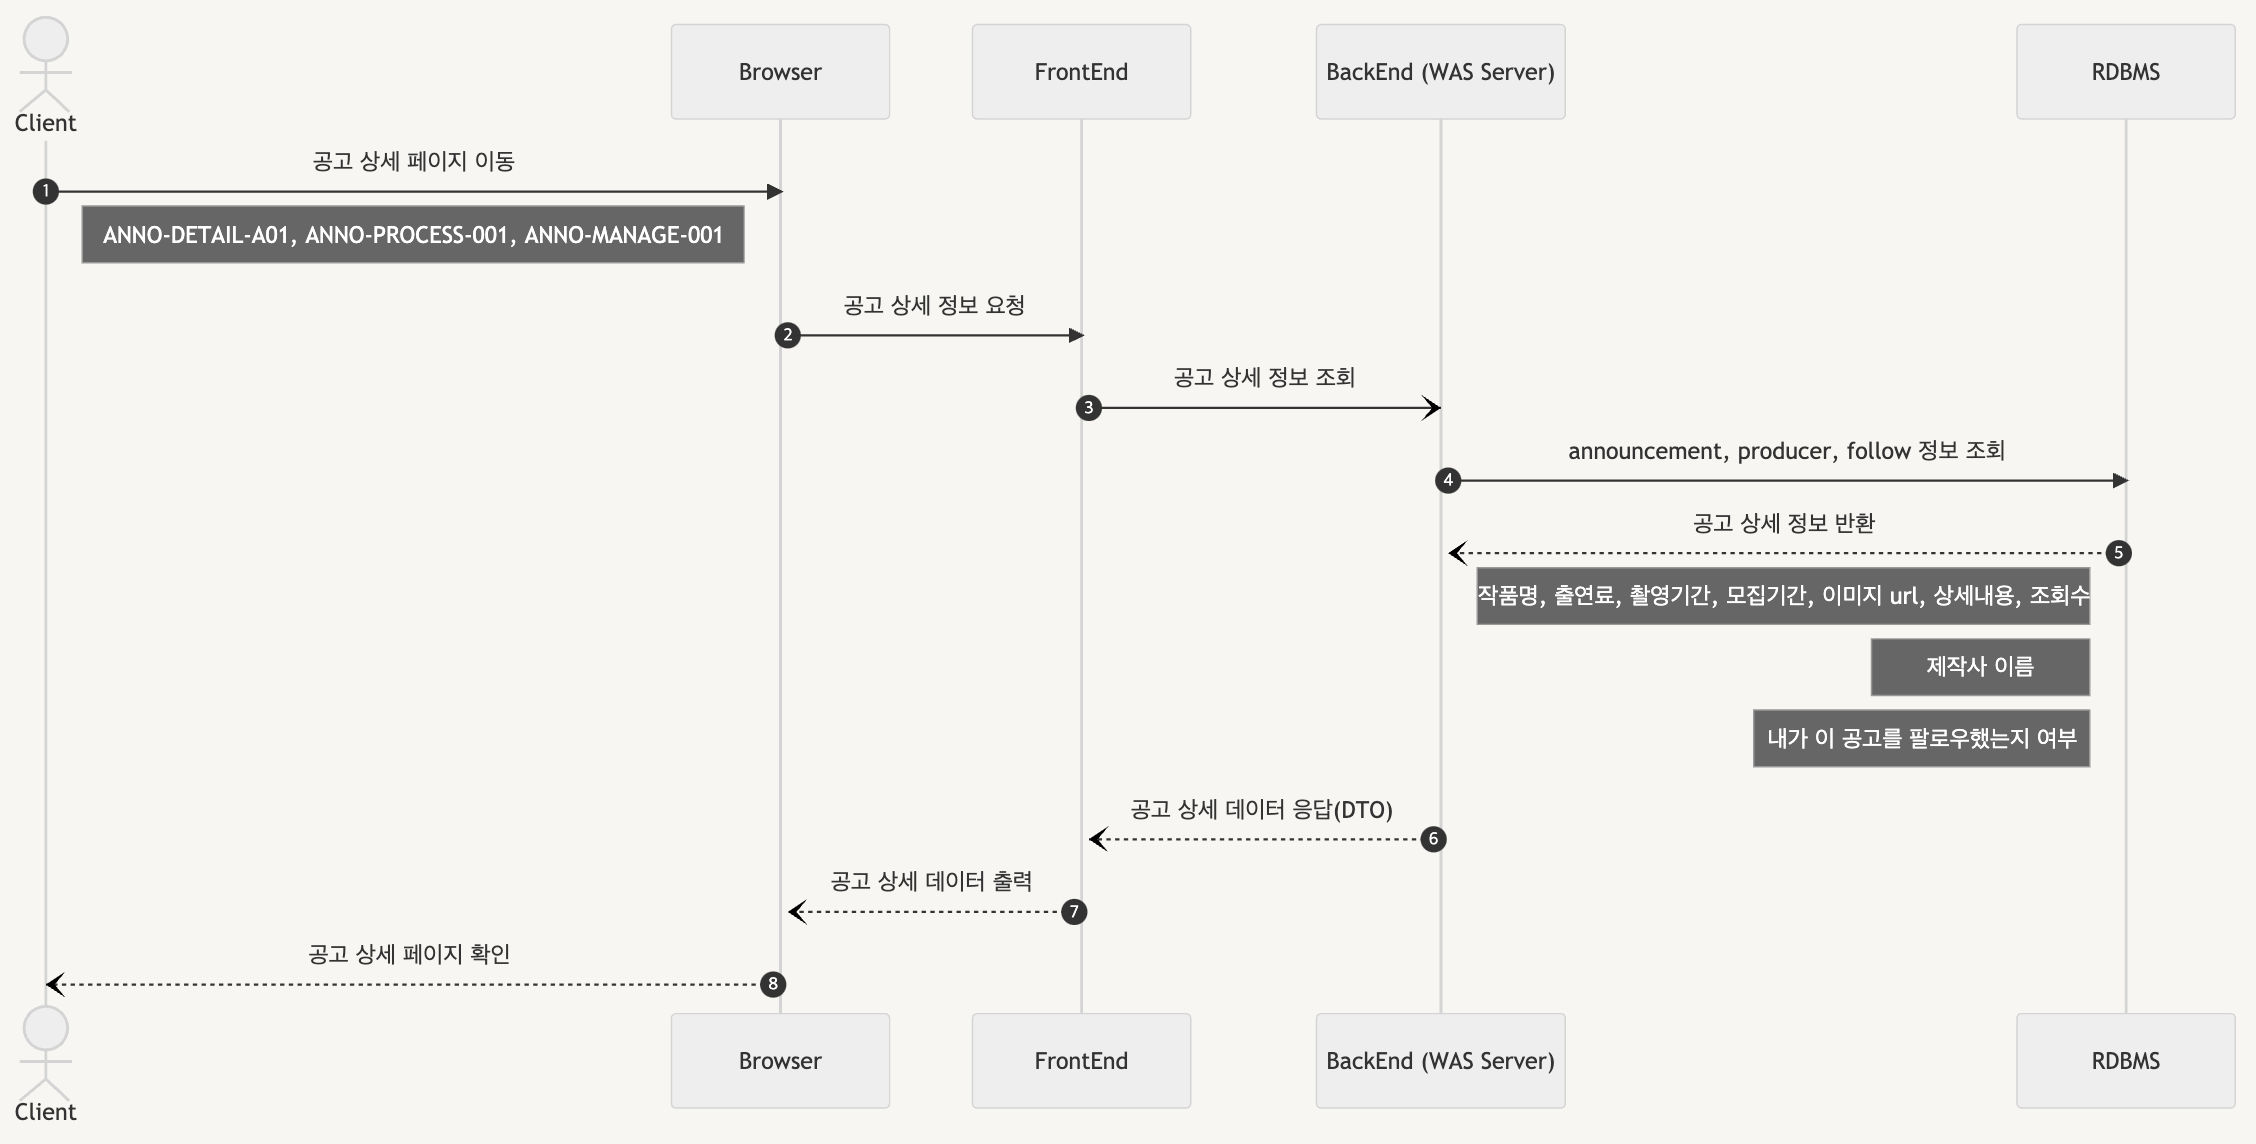 Client
Browser
FrontEnd
BackEnd (WAS Server)
RDBMS
공고 상세 페이지 이동
1
ANNO-DETAIL-A01, ANNO-PROCESS-001, ANNO-MANAGE-001
공고 상세 정보 요청
2
공고 상세 정보 조회
3
announcement, producer, follow 정보 조회
4
공고 상세 정보 반환
5
작품명, 출연료, 촬영기간, 모집기간, 이미지 url, 상세내용, 조회수
제작사 이름
내가 이 공고를 팔로우했는지 여부
공고 상세 데이터 응답(DTO)
6
공고 상세 데이터 출력
7
공고 상세 페이지 확인
8
Client
Browser
FrontEnd
BackEnd (WAS Server)
RDBMS